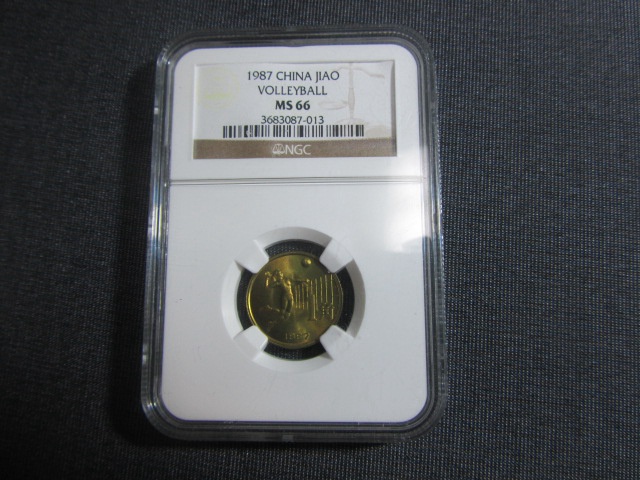 1987 CHINA JIAO
VOLLEYBALL
MS 66
3683087-013
NGC